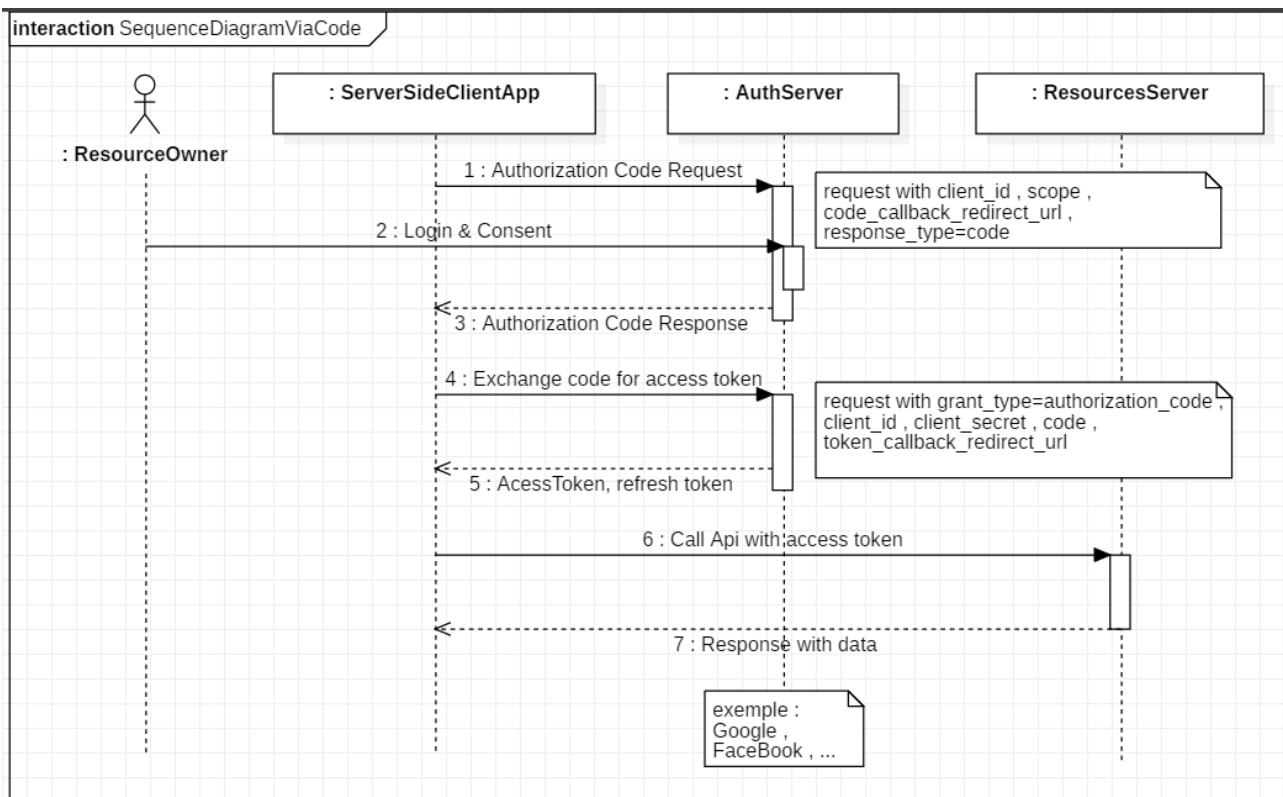 interaction SequenceDiagramViaCode
: ResourceOwner
: ServerSideClientApp
: AuthServer
: ResourcesServer
1 : Authorization Code Request
request with client_id , scope ,
code_callback_redirect_url ,
response_type=code
2 : Login & Consent
3 : Authorization Code Response
4 : Exchange code for access token
request with grant_type=authorization_code ,
client_id , client_secret , code ,
token_callback_redirect_url
5 : AcessToken, refresh token
6 : Call Api with access token
7 : Response with data
exemple :
Google ,
FaceBook , ...